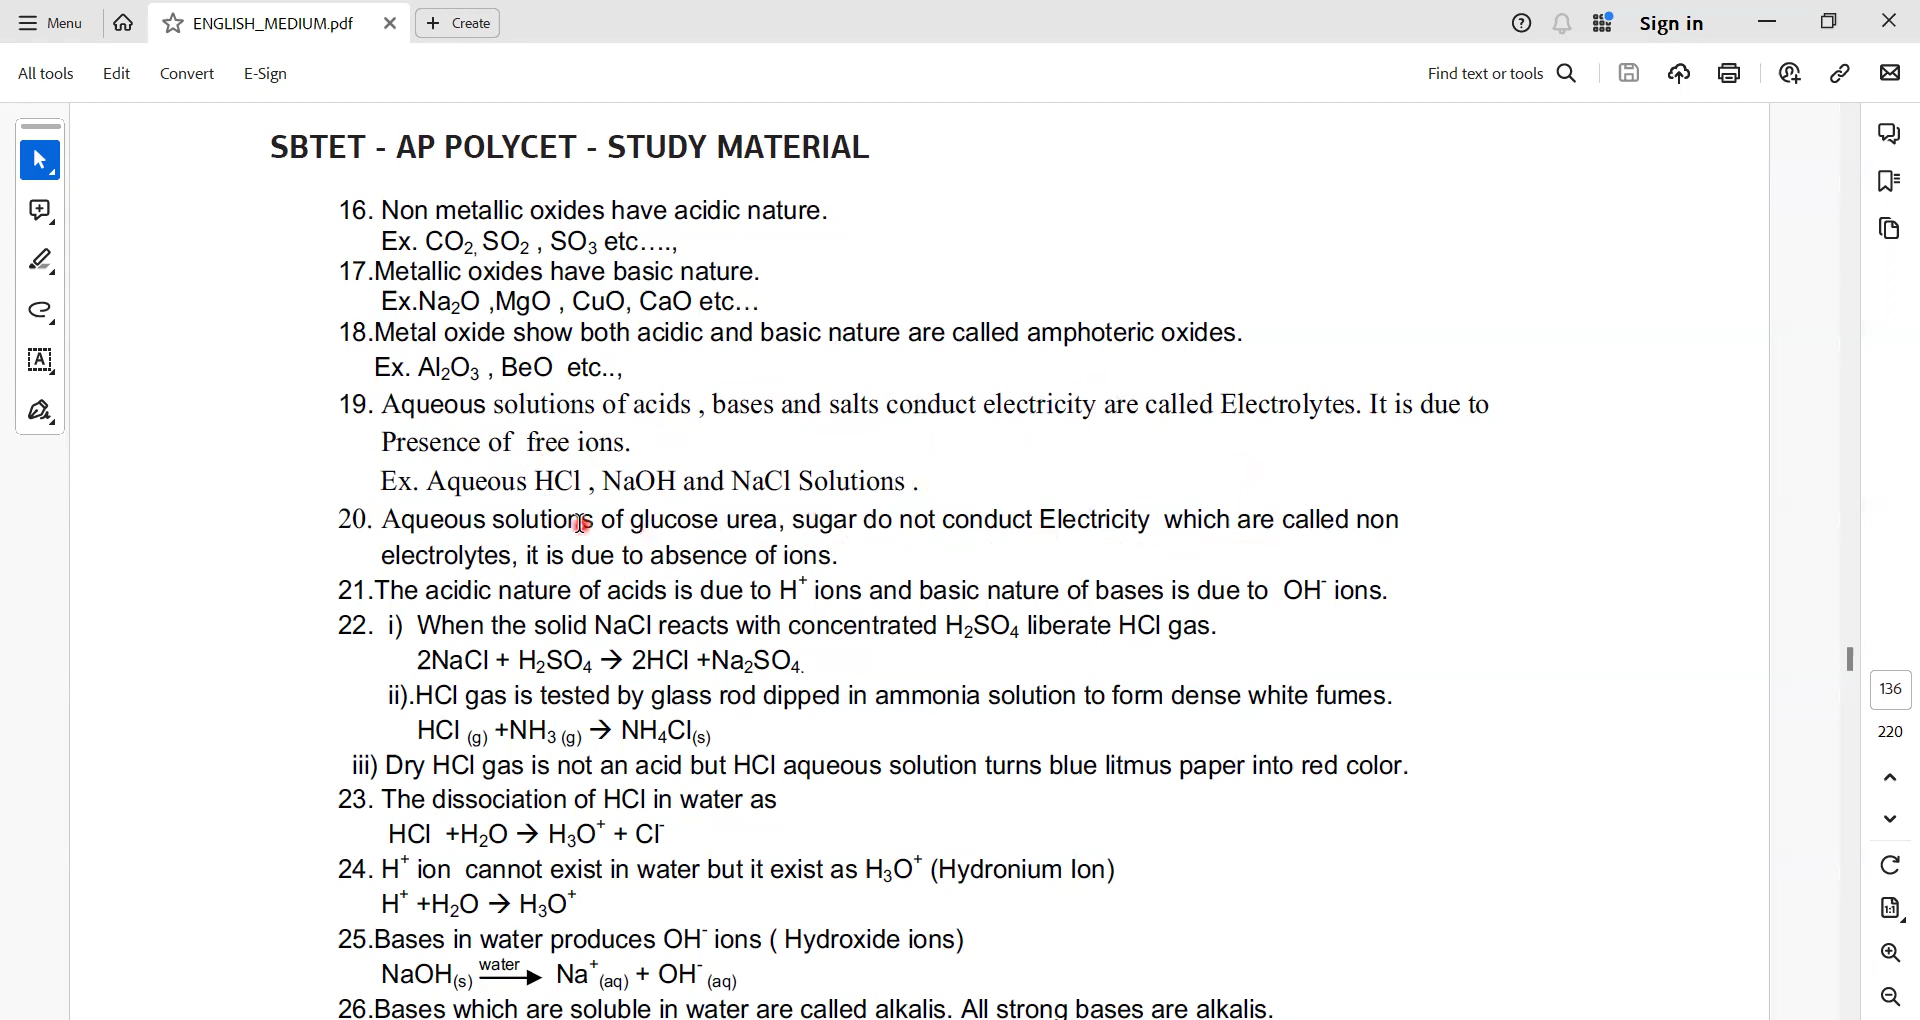 Menu
ENGLISH_MEDIUM.pdf
Create
Sign in
All tools
Edit
Convert
E-Sign
Find text or tools
SBTET - AP POLYCET - STUDY MATERIAL
16. Non metallic oxides have acidic nature.
Ex. CO₂, SO₂ , SO₃ etc….,
17.Metallic oxides have basic nature.
Ex.Na₂O ,MgO , CuO, CaO etc…
18.Metal oxide show both acidic and basic nature are called amphoteric oxides.
Ex. Al₂O₃ , BeO etc..,
19. Aqueous solutions of acids , bases and salts conduct electricity are called Electrolytes. It is due to
Presence of free ions.
Ex. Aqueous HCl , NaOH and NaCl Solutions .
20. Aqueous solutions of glucose urea, sugar do not conduct Electricity which are called non
electrolytes, it is due to absence of ions.
21.The acidic nature of acids is due to H⁺ ions and basic nature of bases is due to OH⁻ ions.
22. i) When the solid NaCl reacts with concentrated H₂SO₄ liberate HCl gas.
2NaCl + H₂SO₄ → 2HCl +Na₂SO₄.
ii).HCl gas is tested by glass rod dipped in ammonia solution to form dense white fumes.
HCl (g) +NH₃ (g) → NH₄Cl(s)
iii) Dry HCl gas is not an acid but HCl aqueous solution turns blue litmus paper into red color.
23. The dissociation of HCl in water as
HCl +H₂O → H₃O⁺ + Cl⁻
24. H⁺ ion cannot exist in water but it exist as H₃O⁺ (Hydronium Ion)
H⁺ +H₂O → H₃O⁺
25.Bases in water produces OH⁻ ions ( Hydroxide ions)
water
NaOH(s) → Na⁺(aq) + OH⁻(aq)
26.Bases which are soluble in water are called alkalis. All strong bases are alkalis.
136
220